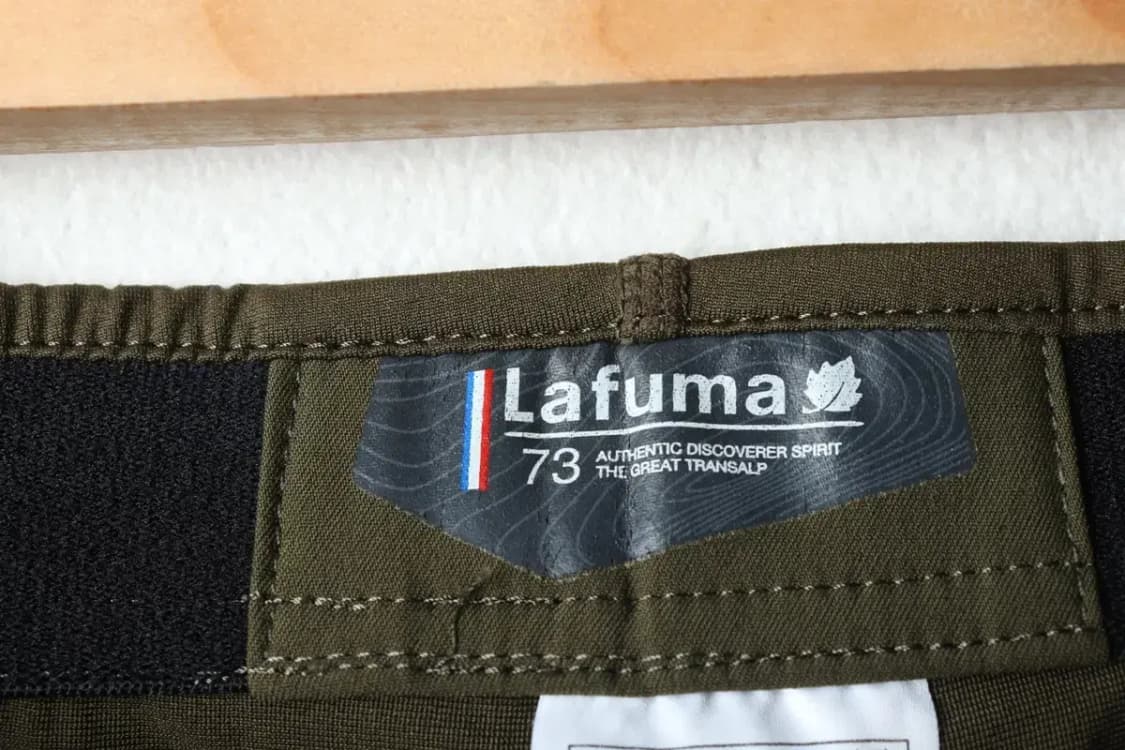 Lafuma
73
AUTHENTIC DISCOVERER SPIRIT
THE GREAT TRANSALP